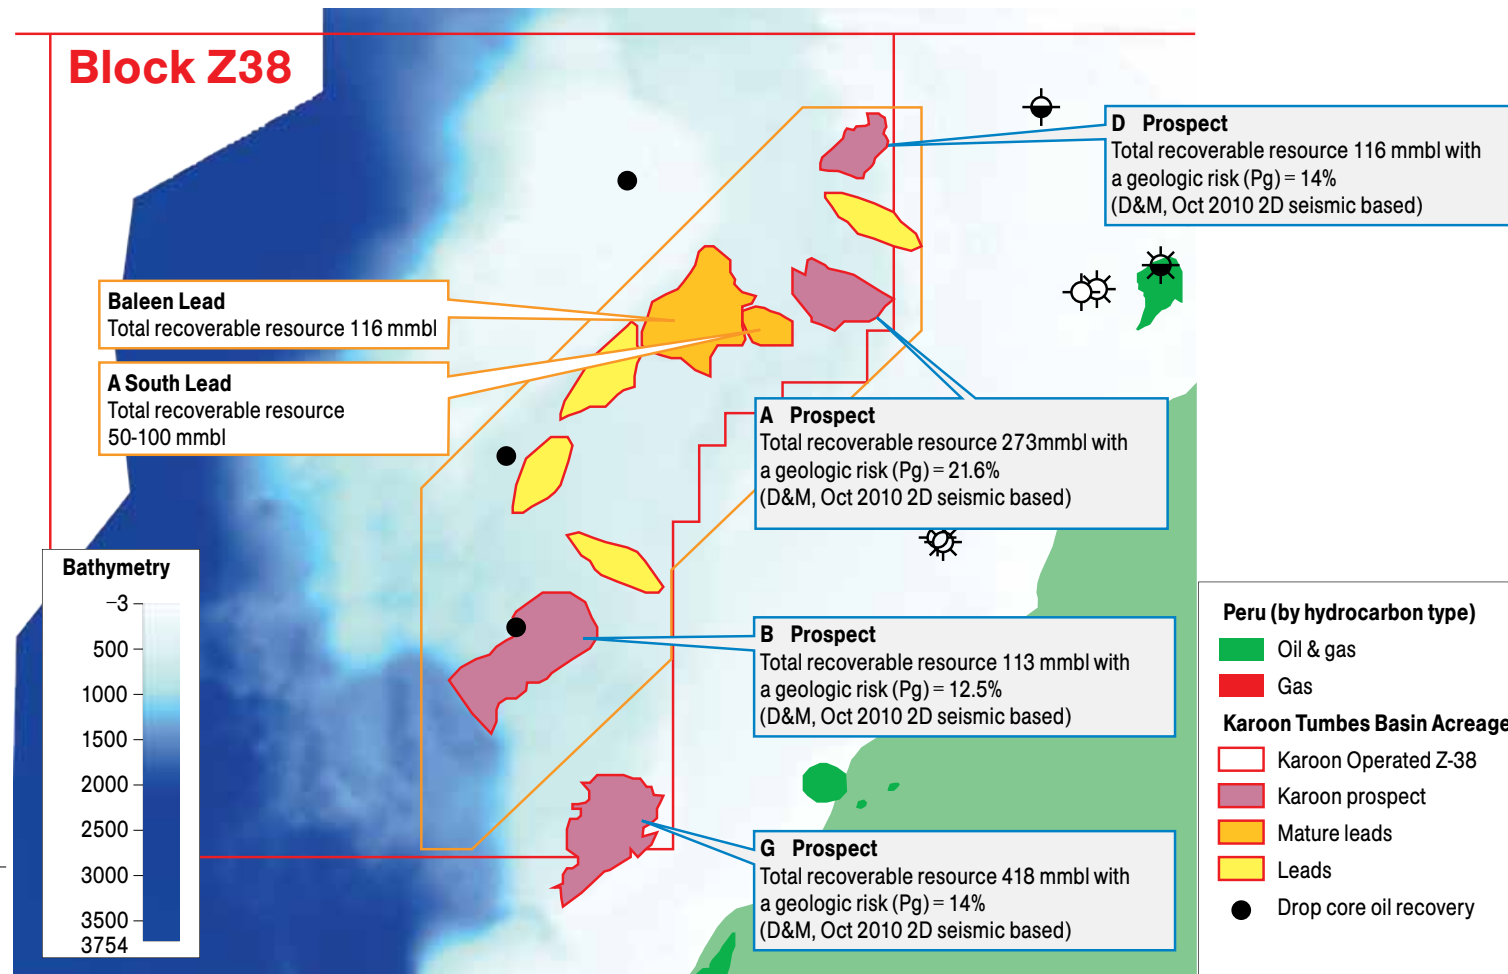 Block Z38
D Prospect
Total recoverable resource 116 mmbl with
a geologic risk (Pg) = 14%
(D&M, Oct 2010 2D seismic based)
Baleen Lead
Total recoverable resource 116 mmbl
A South Lead
Total recoverable resource
50-100 mmbl
A Prospect
Total recoverable resource 273mmbl with
a geologic risk (Pg) = 21.6%
(D&M, Oct 2010 2D seismic based)
B Prospect
Total recoverable resource 113 mmbl with
a geologic risk (Pg) = 12.5%
(D&M, Oct 2010 2D seismic based)
G Prospect
Total recoverable resource 418 mmbl with
a geologic risk (Pg) = 14%
(D&M, Oct 2010 2D seismic based)
Bathymetry
–3
500
1000
1500
2000
2500
3000
3500
3754
Peru (by hydrocarbon type)
Oil & gas
Gas
Karoon Tumbes Basin Acreage
Karoon Operated Z-38
Karoon prospect
Mature leads
Leads
Drop core oil recovery